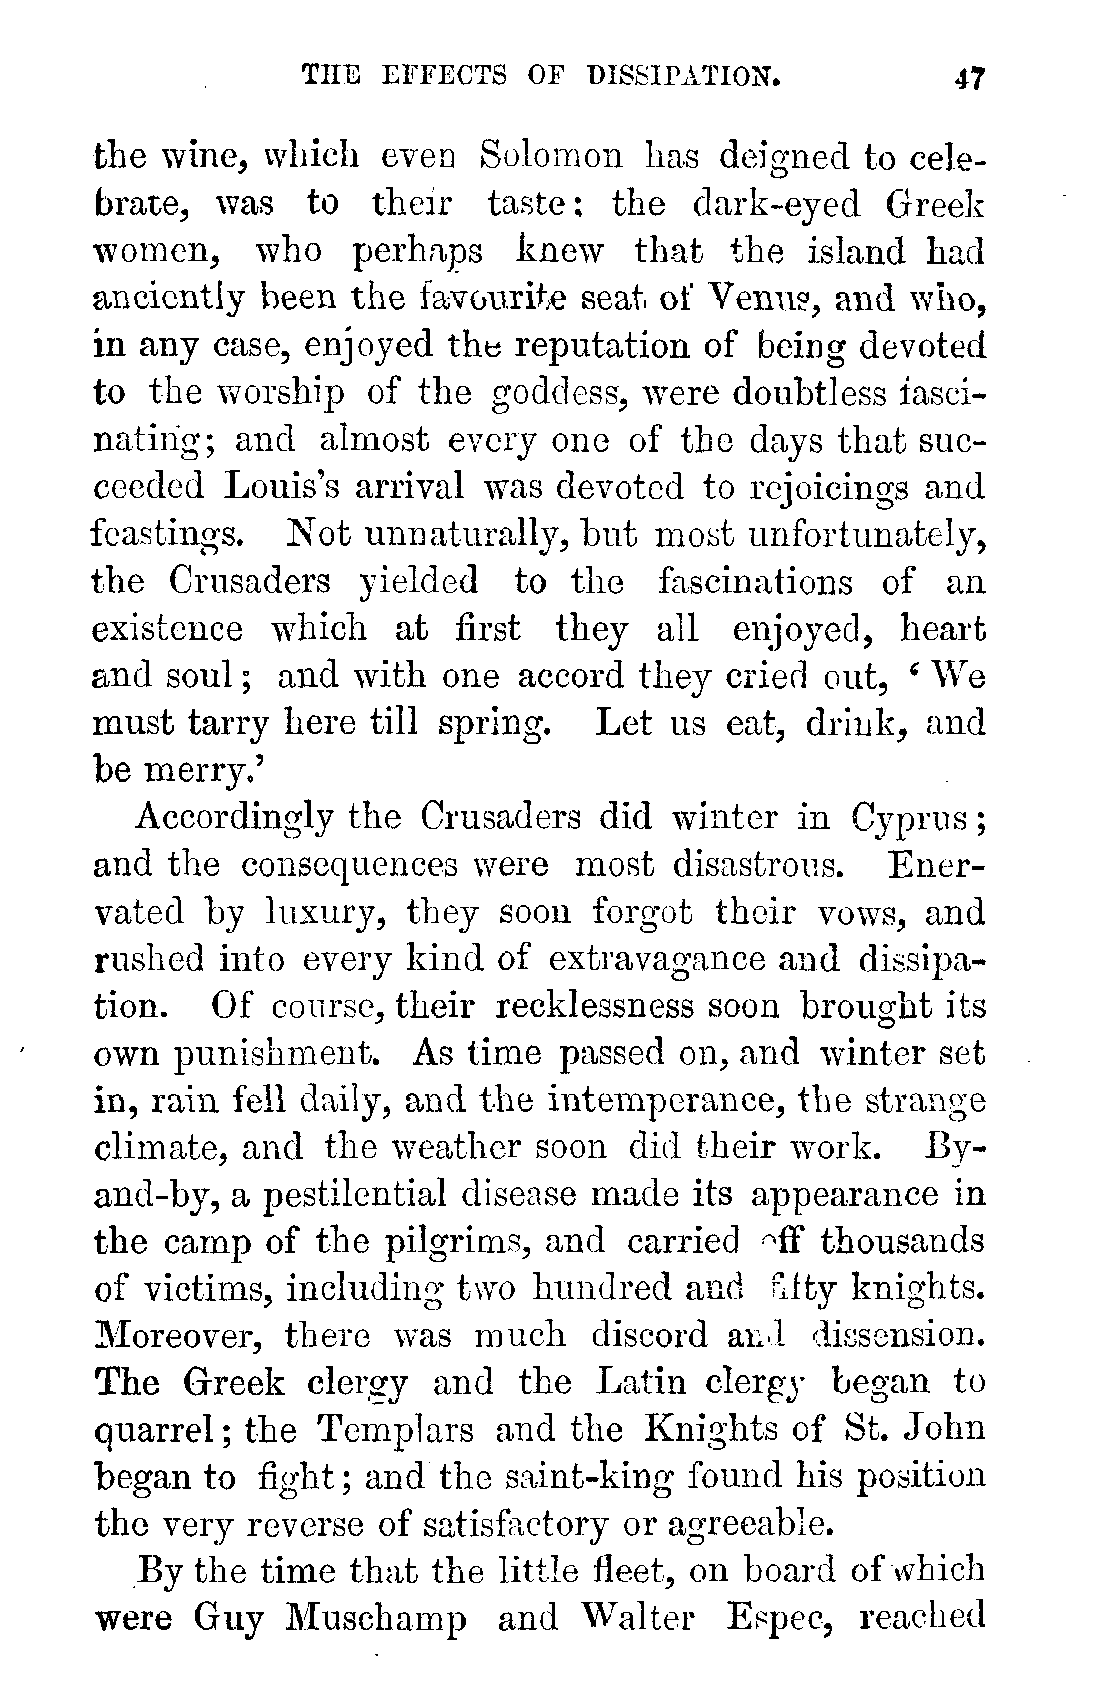 THE EFFECTS OF DISSIPATION. 47
the wine, which even Solomon has deigned to cele-
brate, was to their taste; the dark-eyed Greek
women, who perhaps knew that the island had
anciently been the favourite seat of Venus, and who,
in any case, enjoyed the reputation of being devoted
to the worship of the goddess, were doubtless fasci-
nating; and almost every one of the days that suc-
ceeded Louis's arrival was devoted to rejoicings and
feastings. Not unnaturally, but most unfortunately,
the Crusaders yielded to the fascinations of an
existence which at first they all enjoyed, heart
and soul; and with one accord they cried out, ‘We
must tarry here till spring. Let us eat, drink, and
be merry.’
Accordingly the Crusaders did winter in Cyprus;
and the consequences were most disastrous. Ener-
vated by luxury, they soon forgot their vows, and
rushed into every kind of extravagance and dissipa-
tion. Of course, their recklessness soon brought its
own punishment. As time passed on, and winter set
in, rain fell daily, and the intemperance, the strange
climate, and the weather soon did their work. By-
and-by, a pestilential disease made its appearance in
the camp of the pilgrims, and carried off thousands
of victims, including two hundred and fifty knights.
Moreover, there was much discord and dissension.
The Greek clergy and the Latin clergy began to
quarrel; the Templars and the Knights of St. John
began to fight; and the saint-king found his position
the very reverse of satisfactory or agreeable.
By the time that the little fleet, on board of which
were Guy Muschamp and Walter Espec, reached